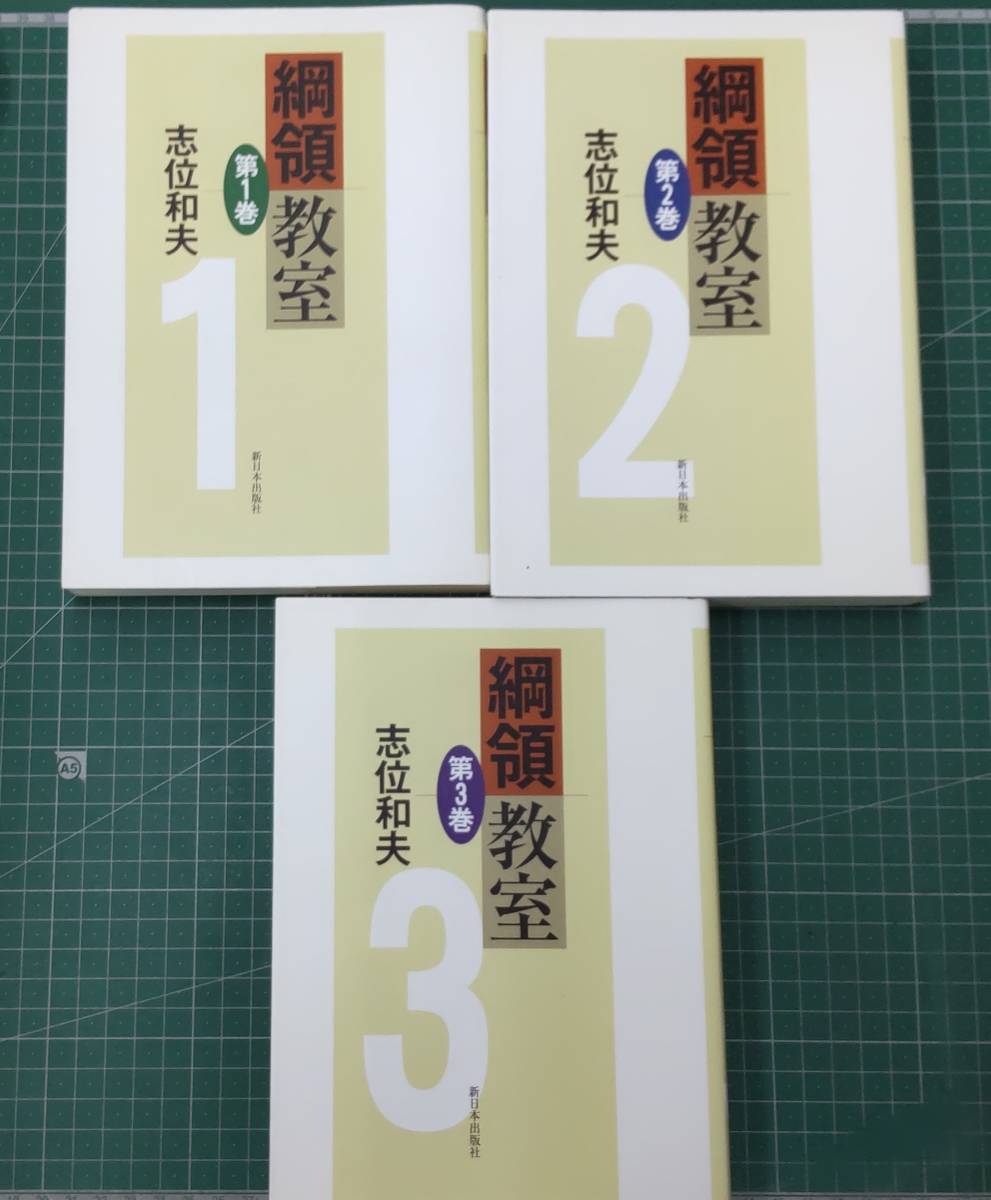 綱領教室
第1巻
志位和夫
1
新日本出版社
綱領教室
第2巻
志位和夫
2
新日本出版社
綱領教室
第3巻
志位和夫
3
新日本出版社
A5